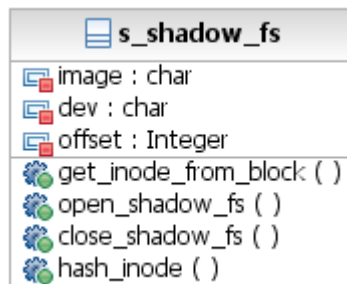 s_shadow_fs
image : char
dev : char
offset : Integer
get_inode_from_block ( )
open_shadow_fs ( )
close_shadow_fs ( )
hash_inode ( )